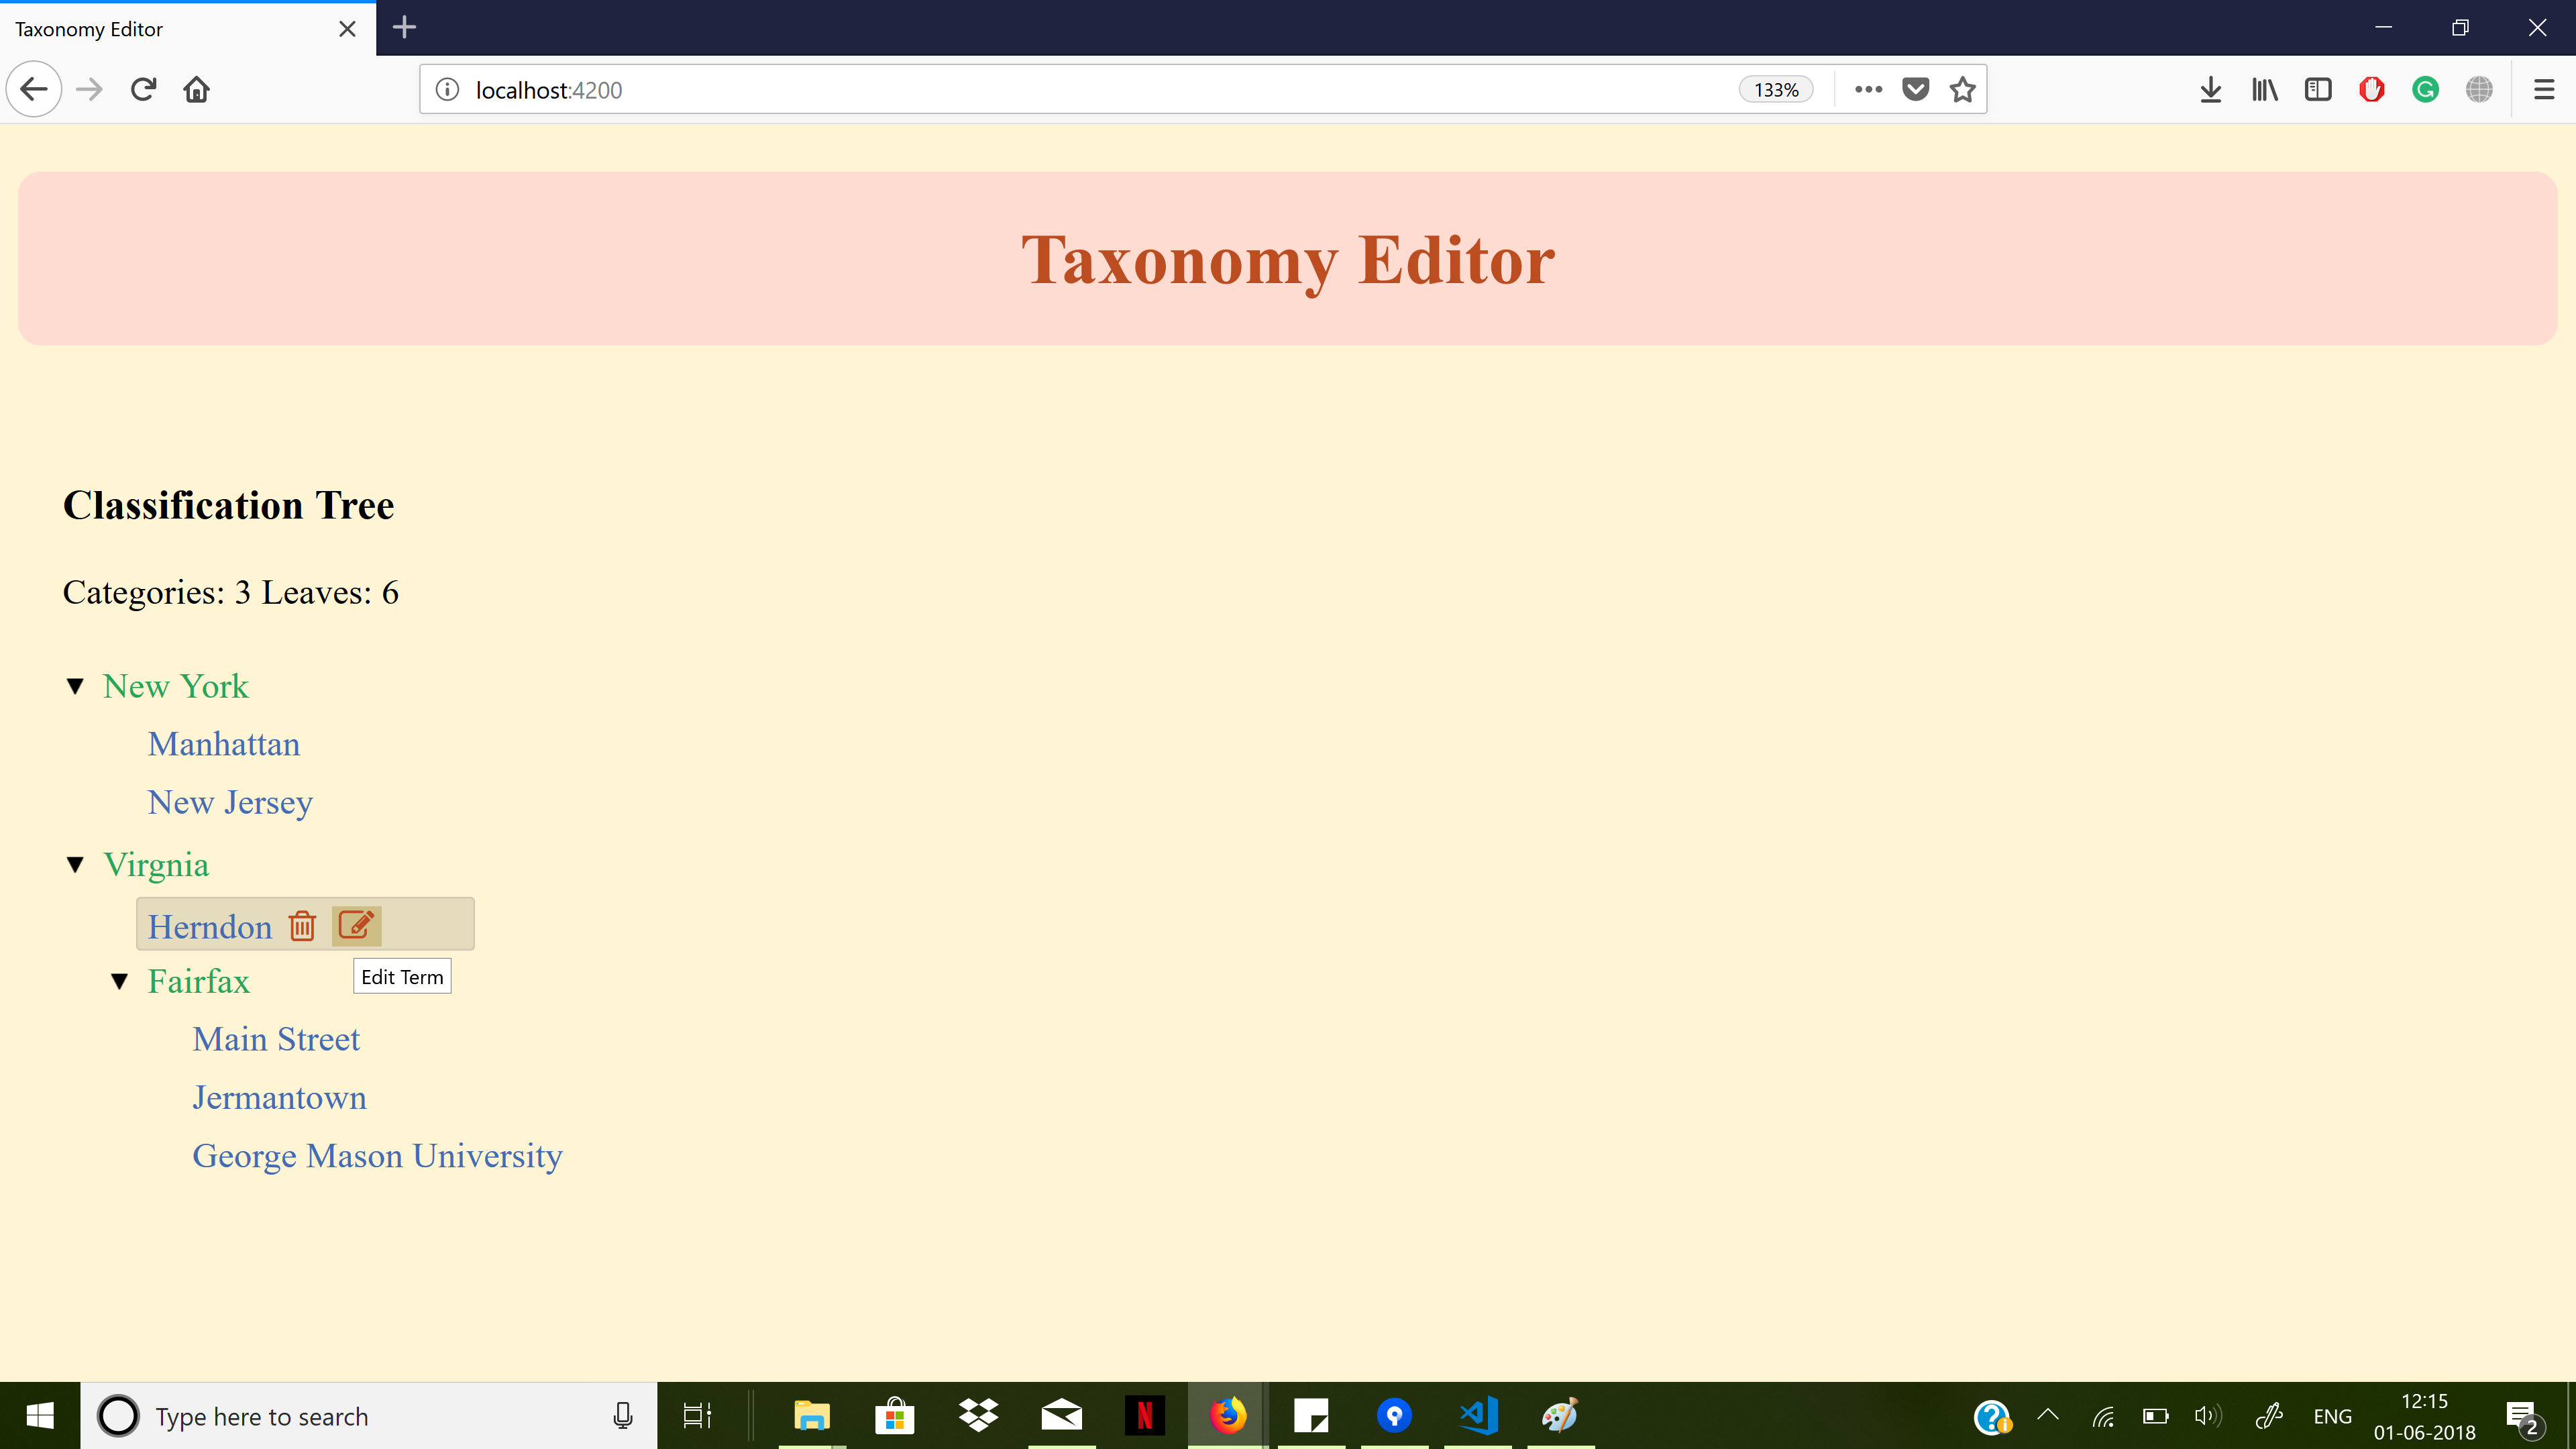 Taxonomy Editor
localhost:4200
133%
Taxonomy Editor
Classification Tree
Categories: 3 Leaves: 6
New York
Manhattan
New Jersey
Virgnia
Herndon
Edit Term
Fairfax
Main Street
Jermantown
George Mason University
Type here to search
N
ENG
12:15
01-06-2018
2